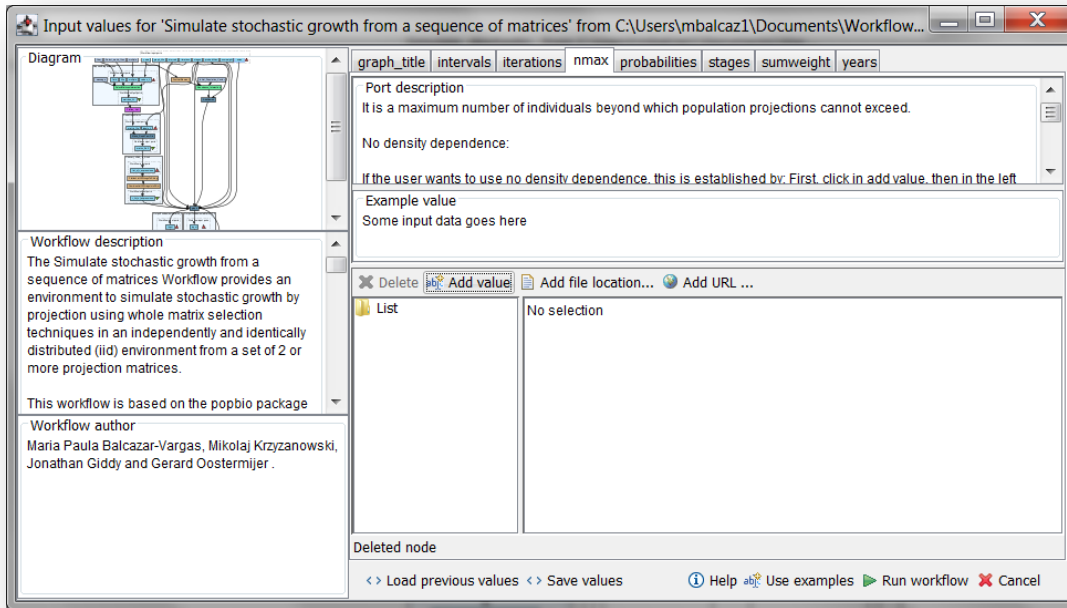 Input values for 'Simulate stochastic growth from a sequence of matrices' from C:\Users\mbalcaz1\Documents\Workflow...
Diagram
Workflow description
The Simulate stochastic growth from a
sequence of matrices Workflow provides an
environment to simulate stochastic growth by
projection using whole matrix selection
techniques in an independently and identically
distributed (iid) environment from a set of 2 or
more projection matrices.
This workflow is based on the popbio package
Workflow author
Maria Paula Balcazar-Vargas, Mikolaj Krzyzanowski,
Jonathan Giddy and Gerard Oostermijer .
graph_title intervals iterations nmax probabilities stages sumweight years
Port description
It is a maximum number of individuals beyond which population projections cannot exceed.
No density dependence:
If the user wants to use no density dependence, this is established by: First, click in add value, then in the left
Example value
Some input data goes here
Delete Add value Add file location... Add URL ...
List
No selection
Deleted node
Load previous values Save values Help Use examples Run workflow Cancel